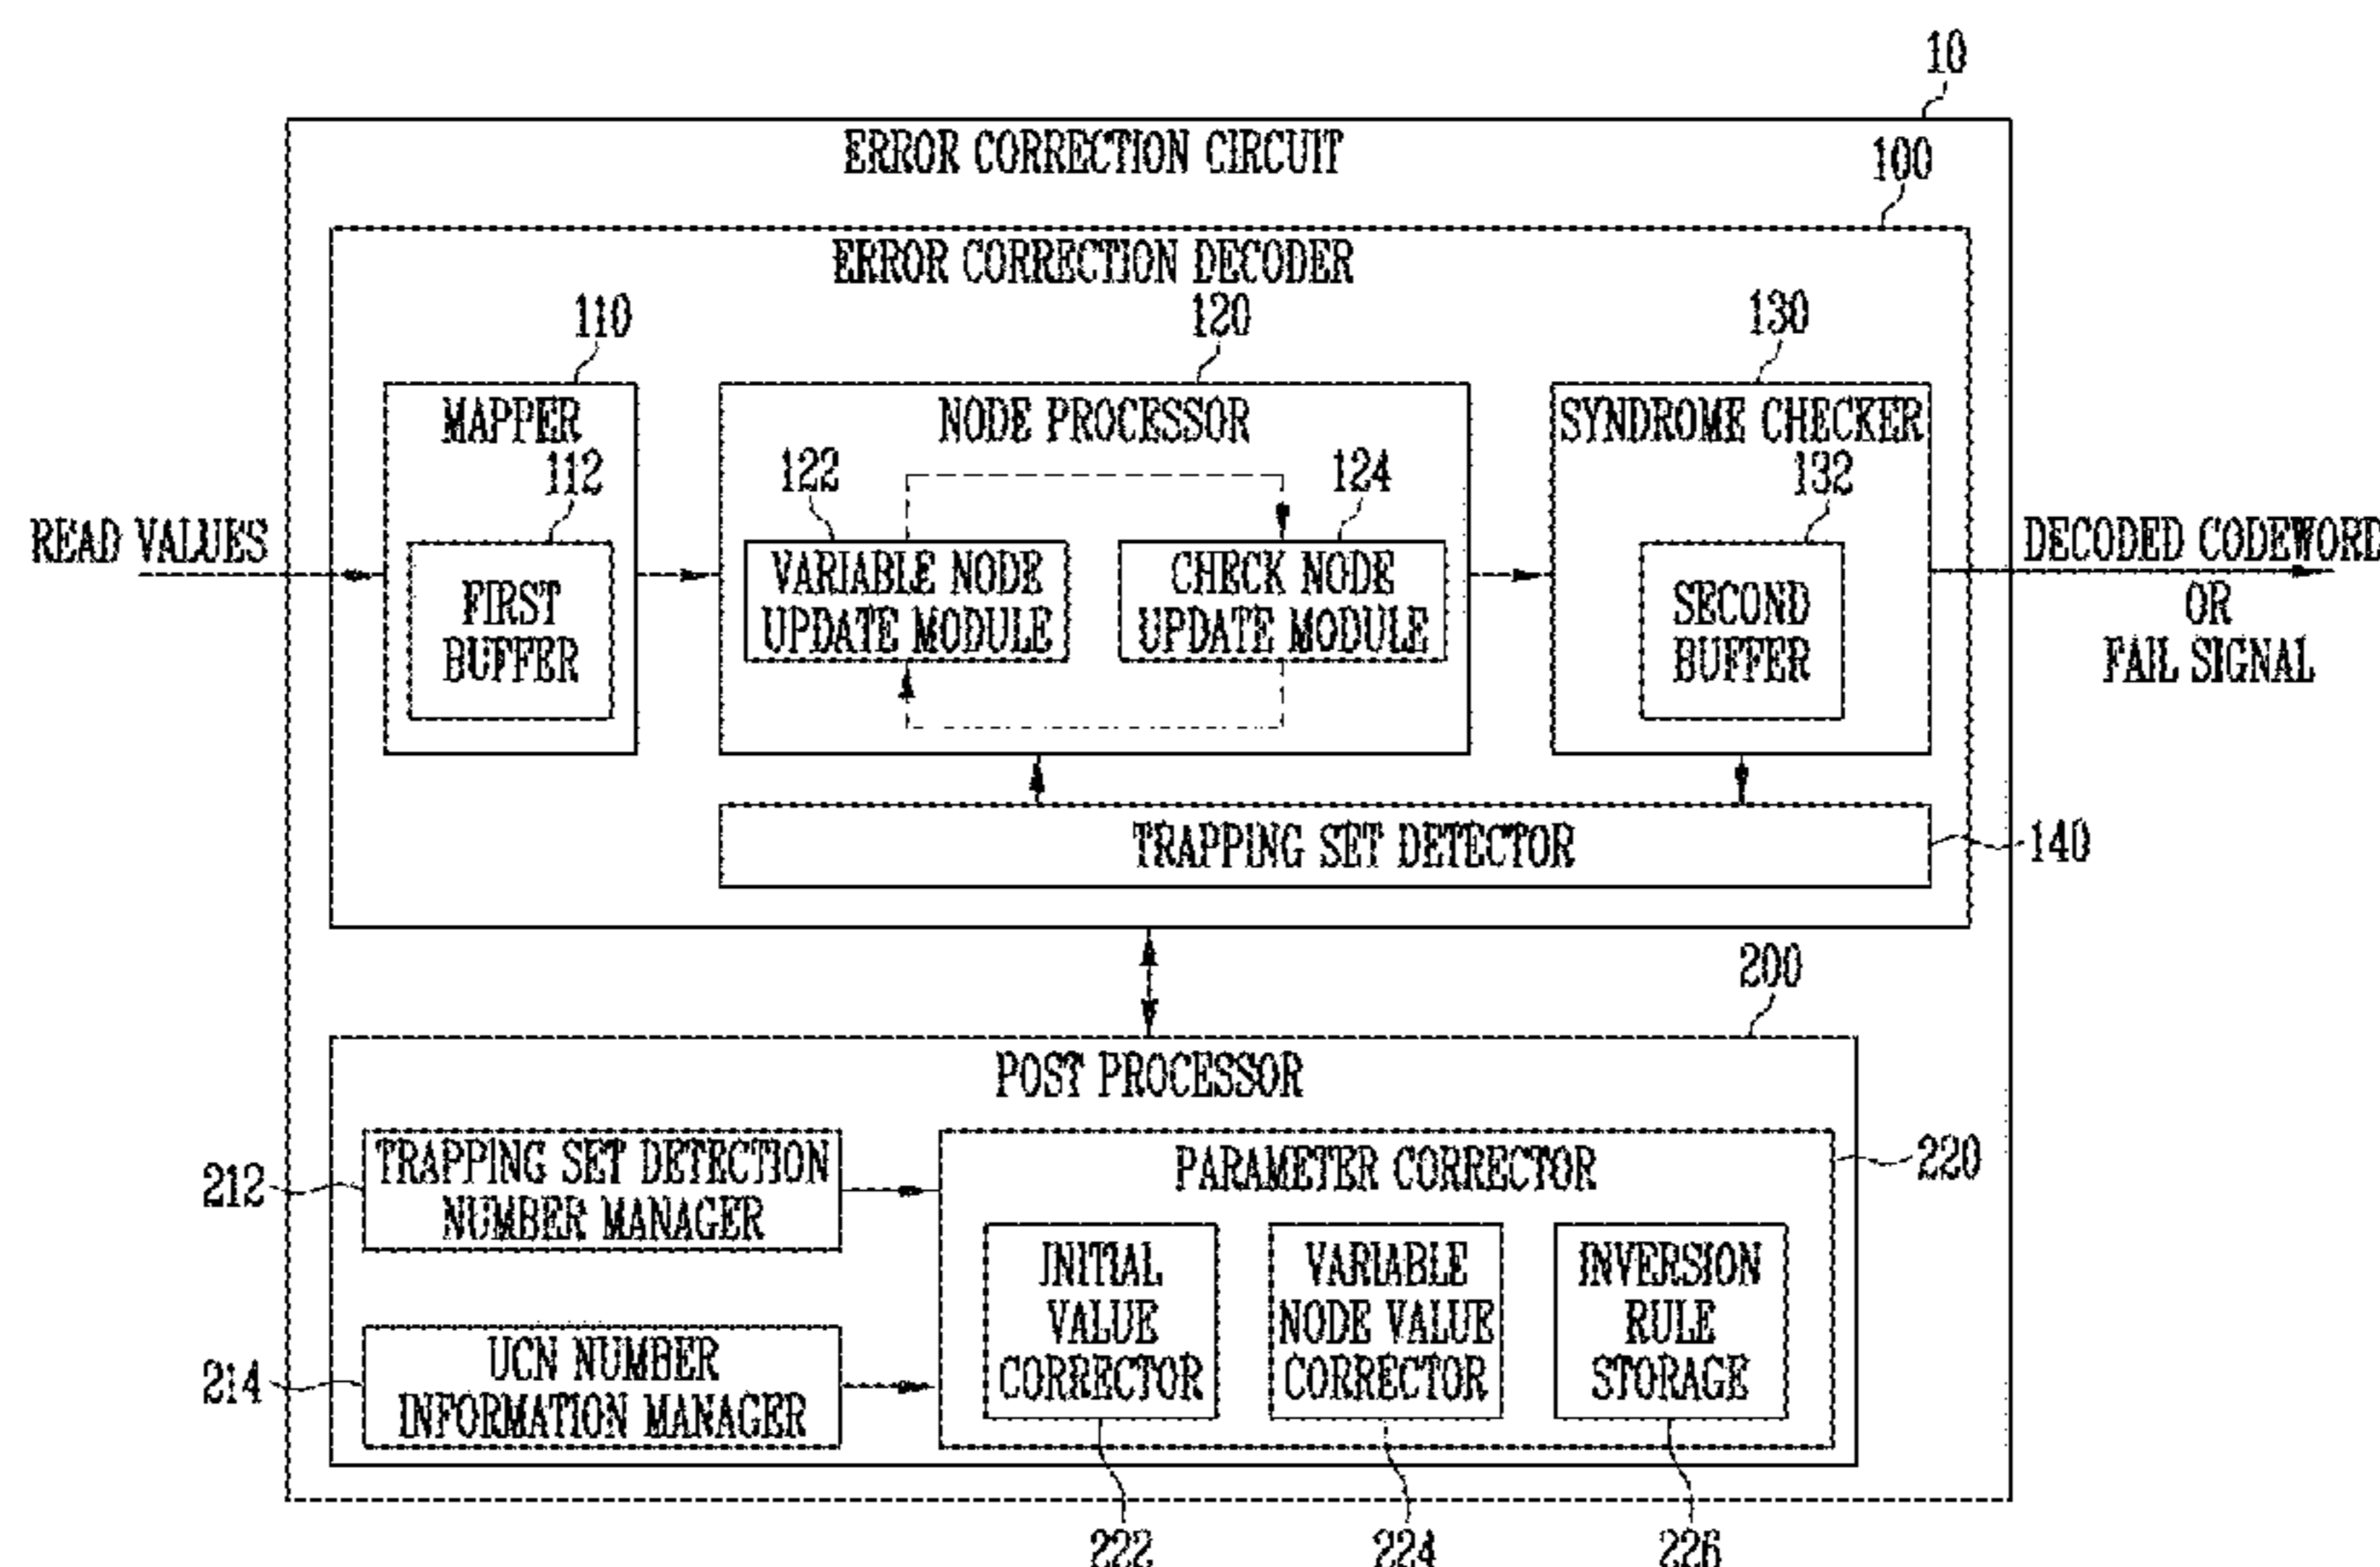 10
ERROR CORRECTION CIRCUIT
100
ERROR CORRECTION DECODER
110
120
130
MAPPER
NODE PROCESSOR
SYNDROME CHECKER
112
122
124
132
READ VALUES
FIRST
BUFFER
VARIABLE NODE
UPDATE MODULE
CHECK NODE
UPDATE MODULE
SECOND
BUFFER
DECODED CODEWORD
OR
FAIL SIGNAL
TRAPPING SET DETECTOR
140
200
POST PROCESSOR
212
TRAPPING SET DETECTION
NUMBER MANAGER
PARAMETER CORRECTOR
220
214
UCN NUMBER
INFORMATION MANAGER
INITIAL
VALUE
CORRECTOR
VARIABLE
NODE VALUE
CORRECTOR
INVERSION
RULE
STORAGE
222
224
226